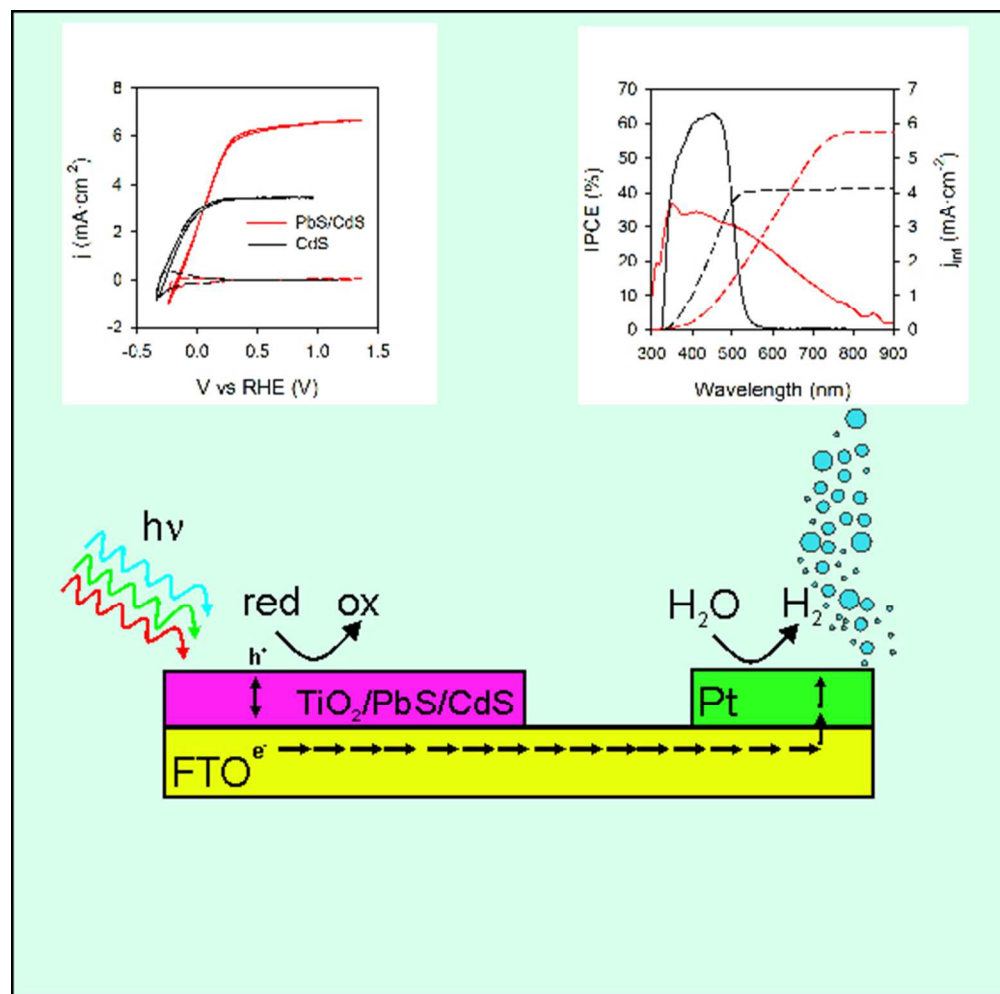 8
6
4
2
0
-2
j (mA·cm⁻²)
PbS/CdS
CdS
-0.5 0.0 0.5 1.0 1.5
V vs RHE (V)
70
60
50
40
30
20
10
0
IPCE (%)
7
6
5
4
3
2
1
0
jint (mA·cm⁻²)
300 400 500 600 700 800 900
Wavelength (nm)
hν
red ox
H₂O H₂
h⁺
TiO₂/PbS/CdS
Pt
FTO e⁻